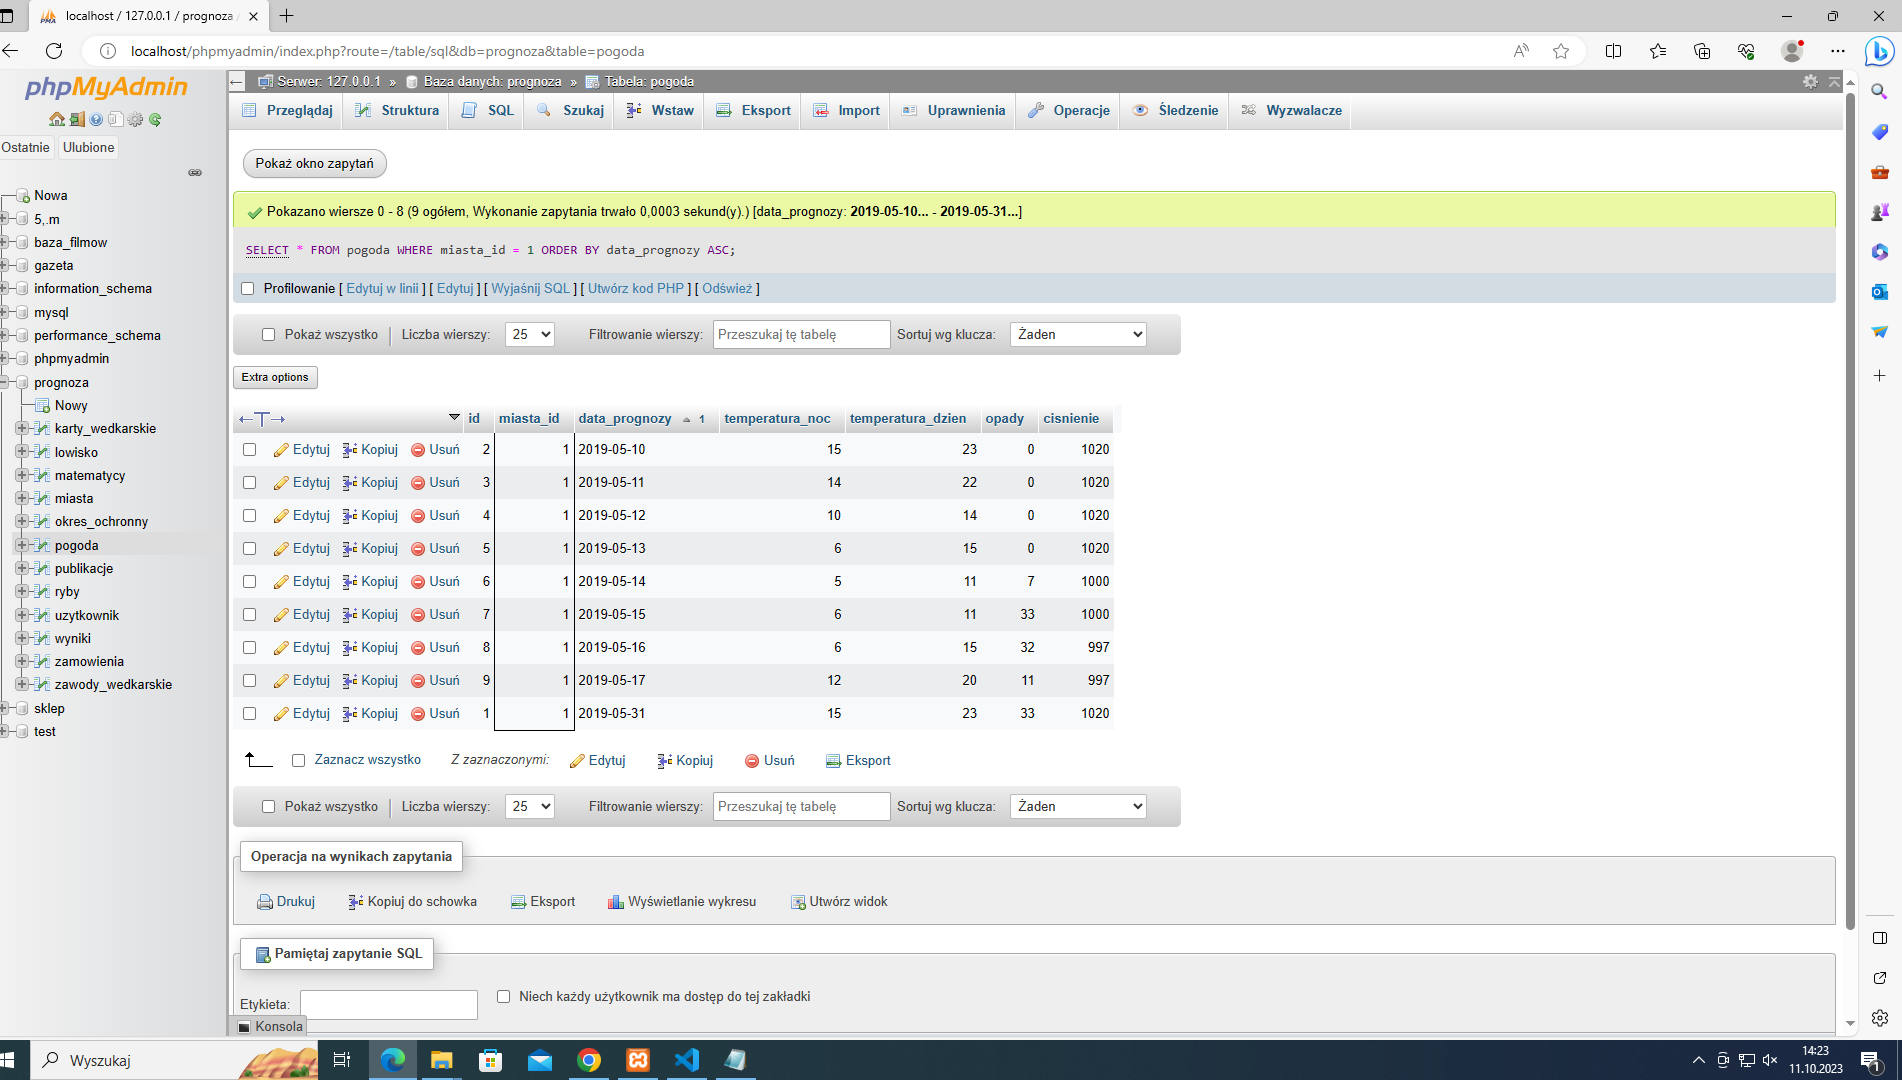 localhost / 127.0.0.1 / prognoza /
localhost/phpmyadmin/index.php?route=/table/sql&db=prognoza&table=pogoda
phpMyAdmin
Ostatnie Ulubione
Nowa
5,.m
baza_filmow
gazeta
information_schema
mysql
performance_schema
phpmyadmin
prognoza
Nowy
karty_wedkarskie
lowisko
matematycy
miasta
okres_ochronny
pogoda
publikacje
ryby
uzytkownik
wyniki
zamowienia
zawody_wedkarskie
sklep
test
Serwer: 127.0.0.1 » Baza danych: prognoza » Tabela: pogoda
Przeglądaj Struktura SQL Szukaj Wstaw Eksport Import Uprawnienia Operacje Śledzenie Wyzwalacze
Pokaż okno zapytań
Pokazano wiersze 0 - 8 (9 ogółem, Wykonanie zapytania trwało 0,0003 sekund(y).) [data_prognozy: 2019-05-10... - 2019-05-31...]
SELECT * FROM pogoda WHERE miasta_id = 1 ORDER BY data_prognozy ASC;
Profilowanie [ Edytuj w linii ] [ Edytuj ] [ Wyjaśnij SQL ] [ Utwórz kod PHP ] [ Odśwież ]
Pokaż wszystko Liczba wierszy: 25 Filtrowanie wierszy: Przeszukaj tę tabelę Sortuj wg klucza: Żaden
Extra options
←T→ id miasta_id data_prognozy 1 temperatura_noc temperatura_dzien opady cisnienie
Edytuj Kopiuj Usuń 2 1 2019-05-10 15 23 0 1020
Edytuj Kopiuj Usuń 3 1 2019-05-11 14 22 0 1020
Edytuj Kopiuj Usuń 4 1 2019-05-12 10 14 0 1020
Edytuj Kopiuj Usuń 5 1 2019-05-13 6 15 0 1020
Edytuj Kopiuj Usuń 6 1 2019-05-14 5 11 7 1000
Edytuj Kopiuj Usuń 7 1 2019-05-15 6 11 33 1000
Edytuj Kopiuj Usuń 8 1 2019-05-16 6 15 32 997
Edytuj Kopiuj Usuń 9 1 2019-05-17 12 20 11 997
Edytuj Kopiuj Usuń 1 1 2019-05-31 15 23 33 1020
Zaznacz wszystko Z zaznaczonymi: Edytuj Kopiuj Usuń Eksport
Pokaż wszystko Liczba wierszy: 25 Filtrowanie wierszy: Przeszukaj tę tabelę Sortuj wg klucza: Żaden
Operacja na wynikach zapytania
Drukuj Kopiuj do schowka Eksport Wyświetlanie wykresu Utwórz widok
Pamiętaj zapytanie SQL
Etykieta: Niech każdy użytkownik ma dostęp do tej zakładki
Konsola
Wyszukaj
14:23
11.10.2023
1